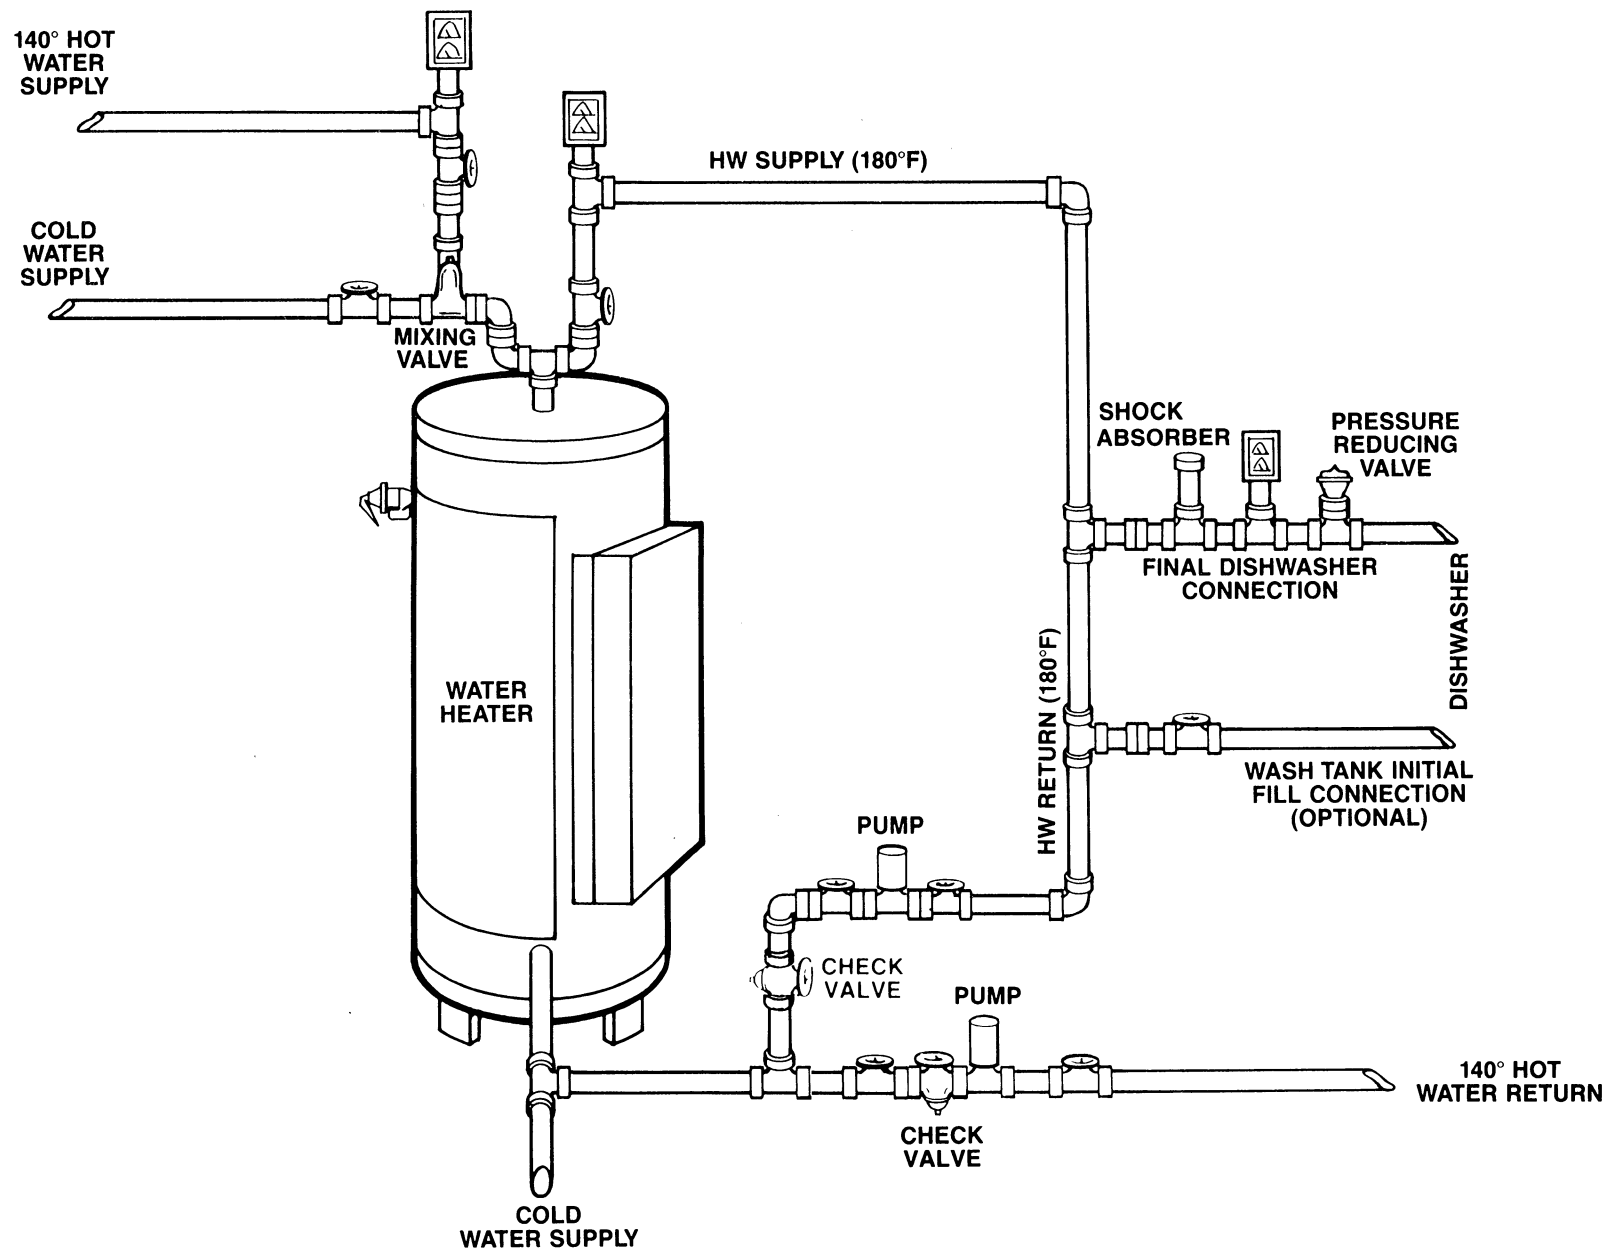 140° HOT
WATER
SUPPLY
COLD
WATER
SUPPLY
MIXING
VALVE
HW SUPPLY (180°F)
SHOCK
ABSORBER
PRESSURE
REDUCING
VALVE
FINAL DISHWASHER
CONNECTION
DISHWASHER
WATER
HEATER
HW RETURN (180°F)
WASH TANK INITIAL
FILL CONNECTION
(OPTIONAL)
PUMP
CHECK
VALVE
PUMP
140° HOT
WATER RETURN
CHECK
VALVE
COLD
WATER SUPPLY